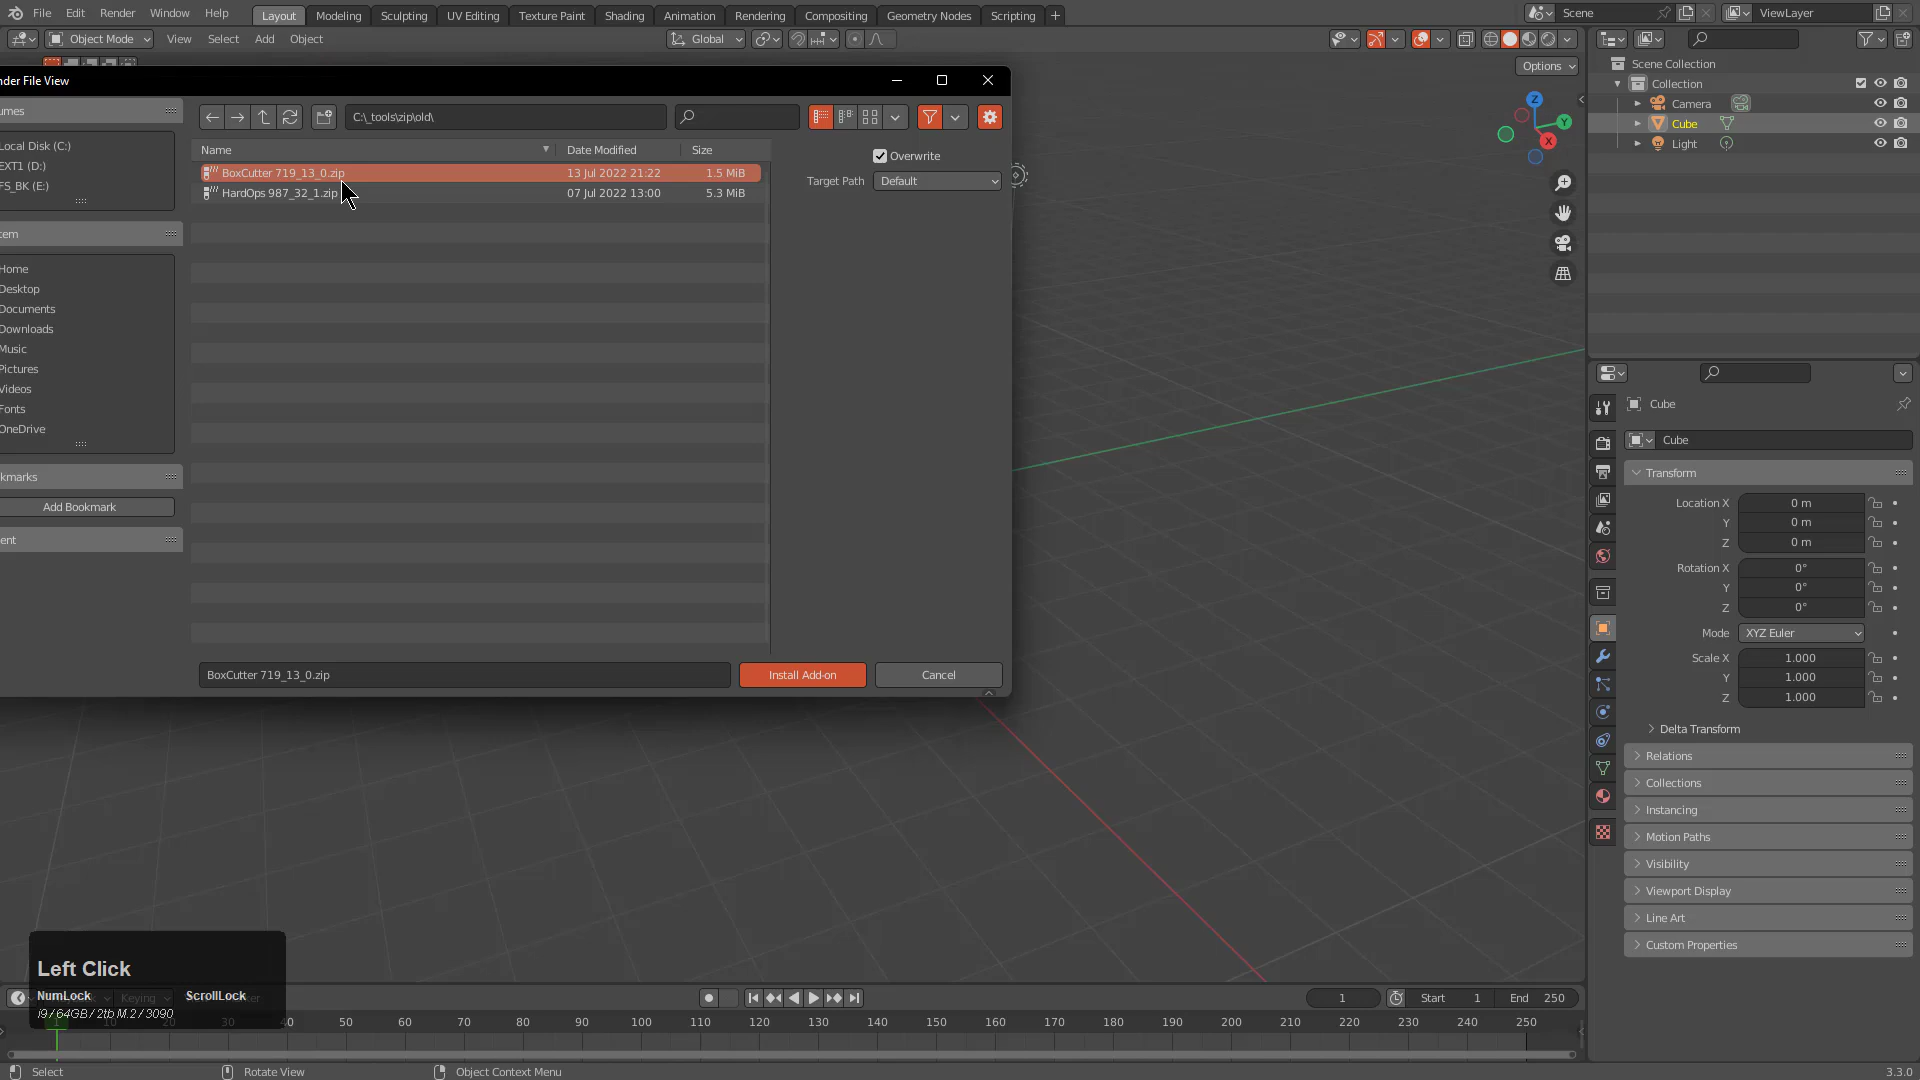 File Edit Render Window Help
Layout Modeling Sculpting UV Editing Texture Paint Shading Animation Rendering Compositing Geometry Nodes Scripting +
Scene
ViewLayer
Object Mode View Select Add Object
Global
Options
nder File View
umes
Local Disk (C:)
EXT1 (D:)
FS_BK (E:)
tem
Home
Desktop
Documents
Downloads
Music
Pictures
Videos
Fonts
OneDrive
kmarks
Add Bookmark
ent
C:\_tools\zip\old\
Name Date Modified Size
BoxCutter 719_13_0.zip 13 Jul 2022 21:22 1.5 MiB
HardOps 987_32_1.zip 07 Jul 2022 13:00 5.3 MiB
Overwrite
Target Path Default
BoxCutter 719_13_0.zip
Install Add-on
Cancel
Z
Y
X
Scene Collection
Collection
Camera
Cube
Light
Cube
Cube
Transform
Location X 0 m
Y 0 m
Z 0 m
Rotation X 0°
Y 0°
Z 0°
Mode XYZ Euler
Scale X 1.000
Y 1.000
Z 1.000
Delta Transform
Relations
Collections
Instancing
Motion Paths
Visibility
Viewport Display
Line Art
Custom Properties
Left Click
NumLock ScrollLock
i9 / 64GB / 2tb M.2 / 3090
Keying
1 Start 1 End 250
1 30 40 50 60 70 80 90 100 110 120 130 140 150 160 170 180 190 200 210 220 230 240 250
Select Rotate View Object Context Menu
3.3.0